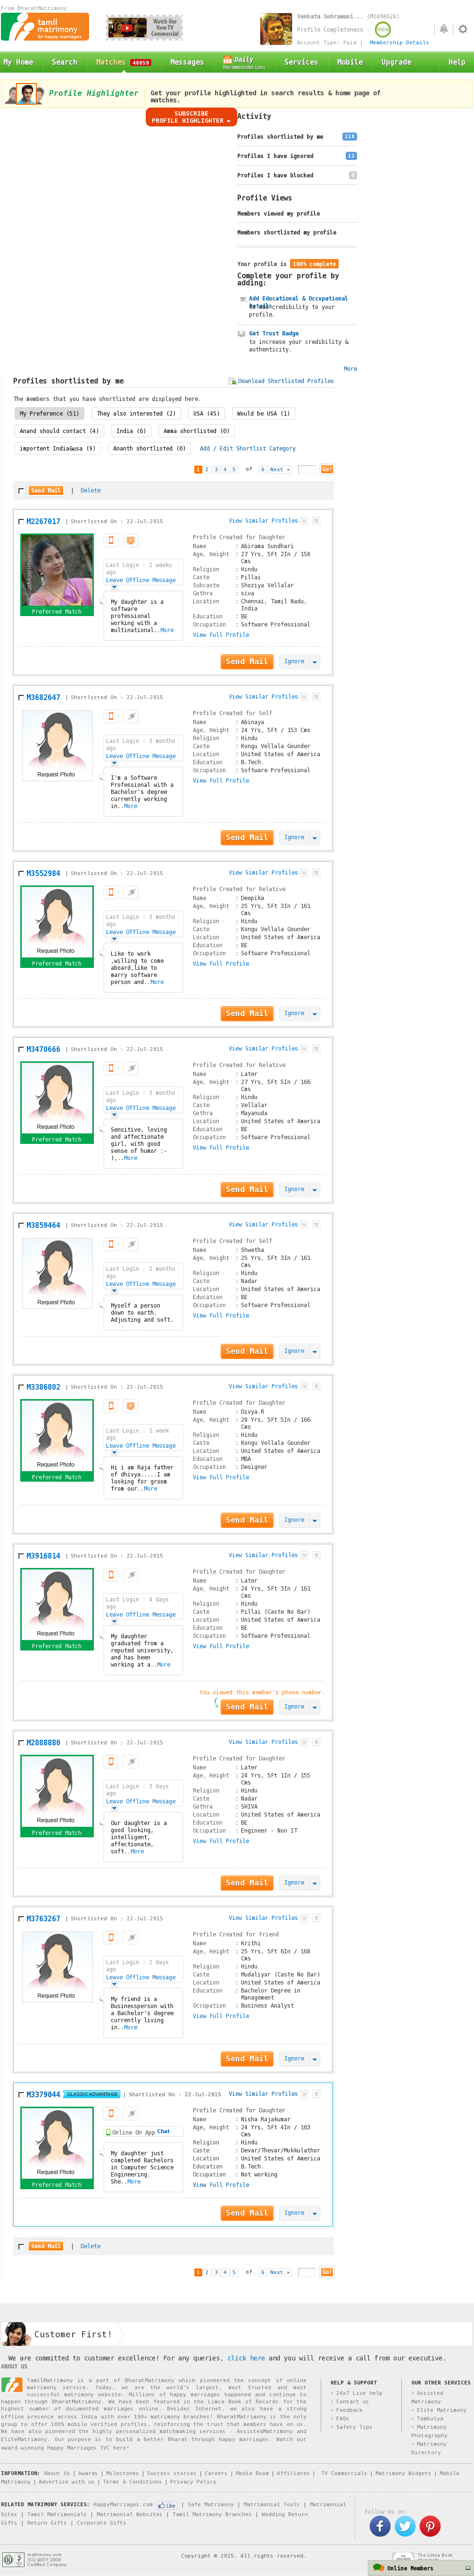 From BharatMatrimony
tamil
matrimony
for happy marriages
Watch Our
New TV
Commercial
Venkata Subramani... (M2498624)
Profile Completeness -
Account Type: Paid | Membership Details
My Home
Search
Matches 48859
Messages
Daily
Recommendations
Services
Mobile
Upgrade
Help
Profile Highlighter
Get your profile highlighted in search results & home page of matches.
SUBSCRIBE
PROFILE HIGHLIGHTER ►
Activity
Profiles shortlisted by me 118
Profiles I have ignored 12
Profiles I have blocked 0
Profile Views
Members viewed my profile
Members shortlisted my profile
Your profile is 100% complete
Complete your profile by adding:
Add Educational & Occupational Details
to add credibility to your profile.
Get Trust Badge
to increase your credibility & authenticity.
More
Profiles shortlisted by me
Download Shortlisted Profiles
The members that you have shortlisted are displayed here.
My Preference (51)
They also interested (2)
USA (45)
Would be USA (1)
Anand should contact (4)
India (6)
Amma shortlisted (0)
importent India&usa (9)
Ananth shortlisted (0)
Add / Edit Shortlist Category
1 2 3 4 5 of 6 Next » Go!
Send Mail | Delete
M2267017 | Shortlisted On : 22-Jul-2015
View Similar Profiles
Preferred Match
Last Login : 2 weeks ago
Leave Offline Message
My daughter is a software professional working with a multinational..More
Profile Created for Daughter
Name : Abirama Sundhari
Age, Height : 27 Yrs, 5Ft 2In / 158 Cms
Religion : Hindu
Caste : Pillai
Subcaste : Shoziya Vellalar
Gothra : siva
Location : Chennai, Tamil Nadu, India
Education : BE
Occupation : Software Professional
View Full Profile
Send Mail Ignore
M3682647 | Shortlisted On : 22-Jul-2015
View Similar Profiles
Request Photo
Last Login : 3 months ago
Leave Offline Message
I'm a Software Professional with a Bachelor's degree currently working in..More
Profile Created for Self
Name : Abinaya
Age, Height : 24 Yrs, 5Ft / 153 Cms
Religion : Hindu
Caste : Kongu Vellala Gounder
Location : United States of America
Education : B.Tech.
Occupation : Software Professional
View Full Profile
Send Mail Ignore
M3552984 | Shortlisted On : 22-Jul-2015
View Similar Profiles
Request Photo
Preferred Match
Last Login : 3 months ago
Leave Offline Message
Like to work ,willing to come aboard,like to marry software person and..More
Profile Created for Relative
Name : Deepika
Age, Height : 25 Yrs, 5Ft 3In / 161 Cms
Religion : Hindu
Caste : Kongu Vellala Gounder
Location : United States of America
Education : BE
Occupation : Software Professional
View Full Profile
Send Mail Ignore
M3470666 | Shortlisted On : 22-Jul-2015
View Similar Profiles
Request Photo
Preferred Match
Last Login : 3 months ago
Leave Offline Message
Sensitive, loving and affectionate girl, with good sense of humor :-),..More
Profile Created for Relative
Name : Later
Age, Height : 27 Yrs, 5Ft 5In / 166 Cms
Religion : Hindu
Caste : Vellalar
Gothra : Mayanuda
Location : United States of America
Education : BE
Occupation : Software Professional
View Full Profile
Send Mail Ignore
M3859464 | Shortlisted On : 22-Jul-2015
View Similar Profiles
Request Photo
Last Login : 2 months ago
Leave Offline Message
Myself a person down to earth. Adjusting and soft.
Profile Created for Self
Name : Shwetha
Age, Height : 25 Yrs, 5Ft 3In / 161 Cms
Religion : Hindu
Caste : Nadar
Location : United States of America
Education : BE
Occupation : Software Professional
View Full Profile
Send Mail Ignore
M3386802 | Shortlisted On : 22-Jul-2015
View Similar Profiles
Request Photo
Preferred Match
Last Login : 1 week ago
Leave Offline Message
Hi i am Raja father of dhivya.....I am looking for groom from our..More
Profile Created for Daughter
Name : Divya.R
Age, Height : 28 Yrs, 5Ft 5In / 166 Cms
Religion : Hindu
Caste : Kongu Vellala Gounder
Location : United States of America
Education : MBA
Occupation : Designer
View Full Profile
Send Mail Ignore
M3916814 | Shortlisted On : 22-Jul-2015
View Similar Profiles
Request Photo
Preferred Match
Last Login : 4 days ago
Leave Offline Message
My daughter graduated from a reputed university, and has been working at a..More
Profile Created for Daughter
Name : Later
Age, Height : 24 Yrs, 5Ft 3In / 161 Cms
Religion : Hindu
Caste : Pillai (Caste No Bar)
Location : United States of America
Education : BE
Occupation : Software Professional
View Full Profile
You viewed this member's phone number.
Send Mail Ignore
M2888880 | Shortlisted On : 22-Jul-2015
View Similar Profiles
Request Photo
Preferred Match
Last Login : 3 days ago
Leave Offline Message
Our daughter is a good looking, intelligent, affectionate, soft..More
Profile Created for Daughter
Name : Later
Age, Height : 24 Yrs, 5Ft 1In / 155 Cms
Religion : Hindu
Caste : Nadar
Gothra : SHIVA
Location : United States of America
Education : BE
Occupation : Engineer - Non IT
View Full Profile
Send Mail Ignore
M3763267 | Shortlisted On : 22-Jul-2015
View Similar Profiles
Request Photo
Last Login : 2 days ago
Leave Offline Message
My friend is a Businessperson with a Bachelor's degree currently living in..More
Profile Created for Friend
Name : Krithi
Age, Height : 25 Yrs, 5Ft 6In / 168 Cms
Religion : Hindu
Caste : Mudaliyar (Caste No Bar)
Location : United States of America
Education : Bachelor Degree in Management
Occupation : Business Analyst
View Full Profile
Send Mail Ignore
M3379044 CLASSIC ADVANTAGE | Shortlisted On : 22-Jul-2015
View Similar Profiles
Request Photo
Preferred Match
Online On App Chat
My daughter just completed Bachelors in Computer Science Engineering. She..More
Profile Created for Daughter
Name : Nisha Rajakumar
Age, Height : 24 Yrs, 5Ft 4In / 163 Cms
Religion : Hindu
Caste : Devar/Thevar/Mukkulathor
Location : United States of America
Education : B.Tech.
Occupation : Not working
View Full Profile
Send Mail Ignore
Send Mail | Delete
1 2 3 4 5 of 6 Next » Go!
Customer First!
We are committed to customer excellence! For any queries, click here and you will receive a call from our executive.
ABOUT US
TamilMatrimony is a part of BharatMatrimony which pioneered the concept of online matrimony service. Today, we are the world's largest, most trusted and most successful matrimony website. Millions of happy marriages happened and continue to happen through BharatMatrimony. We have been featured in the Limca Book of Records for the highest number of documented marriages online. Besides Internet, we also have a strong offline presence across India with over 190+ matrimony branches! BharatMatrimony is the only group to offer 100% mobile verified profiles, reinforcing the trust that members have on us. We have also pioneered the highly personalized matchmaking services - AssistedMatrimony and EliteMatrimony. Our purpose is to build a better Bharat through happy marriages. Watch our award-winning Happy Marriages TVC here!
HELP & SUPPORT
24x7 Live help
Contact us
Feedback
FAQs
Safety Tips
OUR OTHER SERVICES
Assisted Matrimony
Elite Matrimony
Tambulya
Matrimony Photography
Matrimony Directory
INFORMATION: About Us | Awards | Milestones | Success stories | Careers | Media Room | Affiliates | TV Commercials | Matrimony Widgets | Mobile Matrimony | Advertise with us | Terms & Conditions | Privacy Policy
RELATED MATRIMONY SERVICES: HappyMarriages.com Like | Safe Matrimony | Matrimonial Tools | Matrimonial Sites | Tamil Matrimonials | Matrimonial Websites | Tamil Matrimony Branches | Wedding Return Gifts | Return Gifts | Corporate Gifts
Follow Us on:
matrimony.com
ISO 9001:2008
Certified Company
Copyright © 2015. All rights reserved.
The Limca Book
Online Members